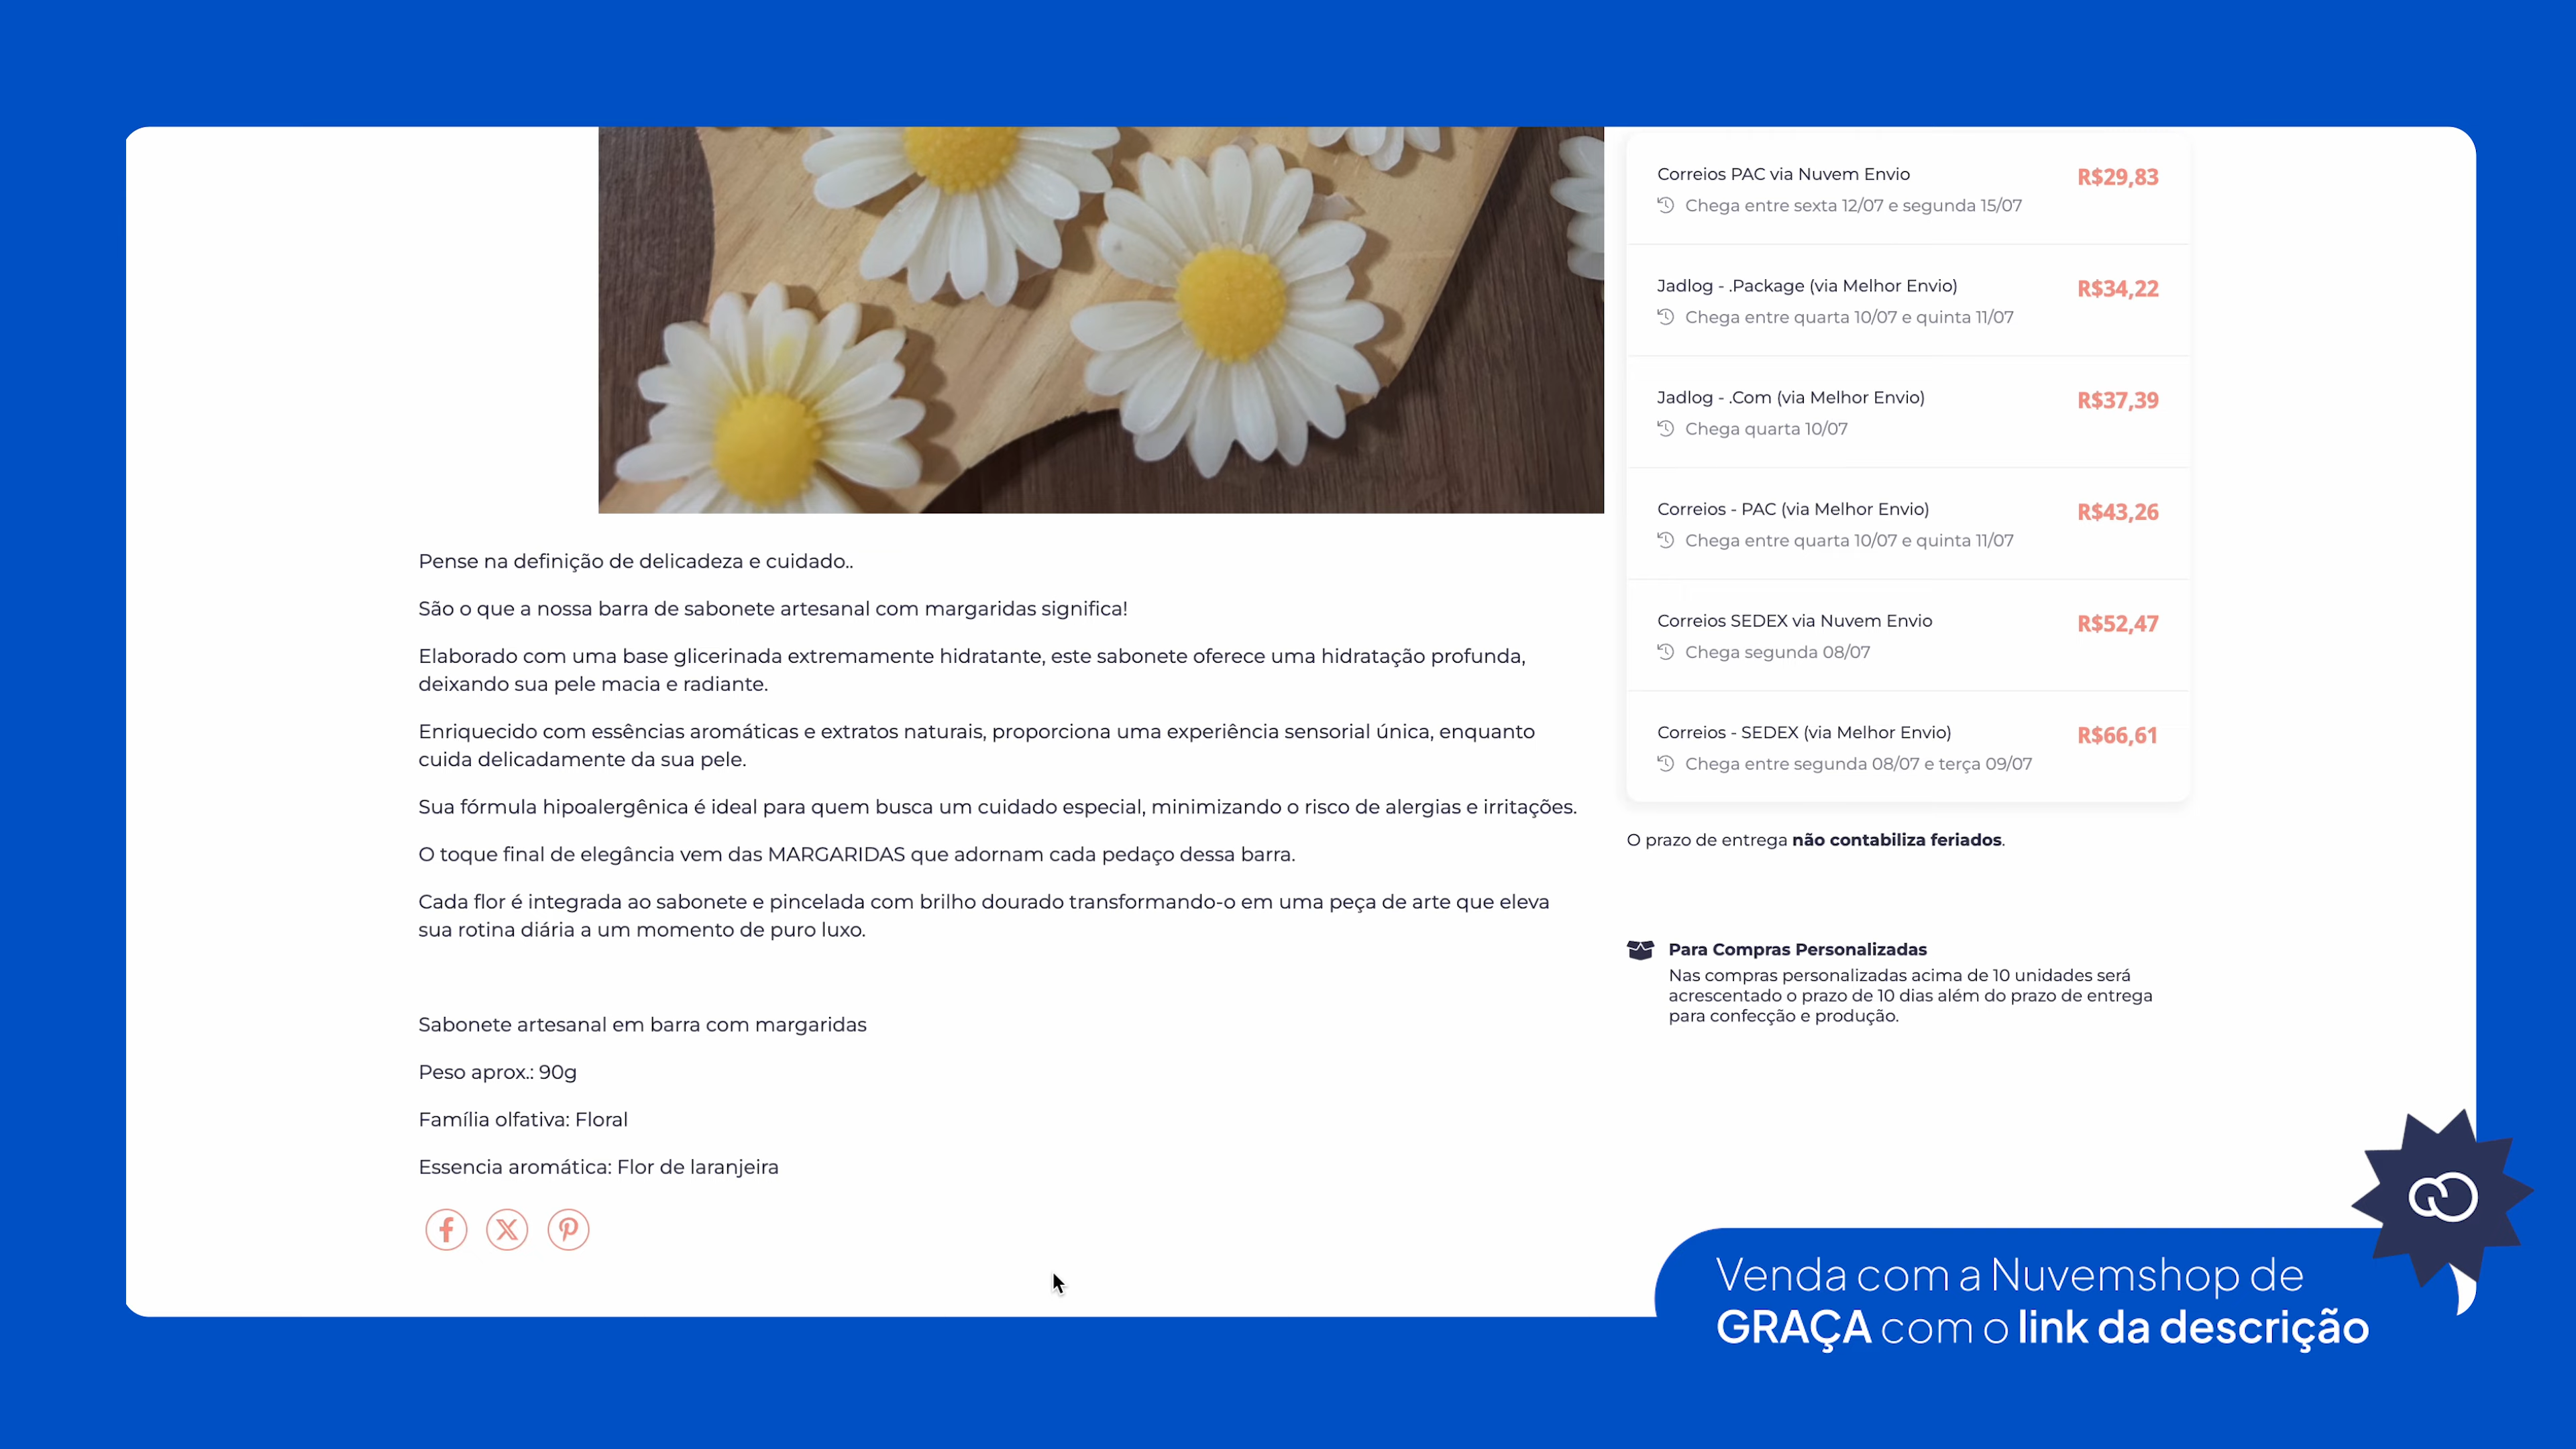 Pense na definição de delicadeza e cuidado..
São o que a nossa barra de sabonete artesanal com margaridas significa!
Elaborado com uma base glicerinada extremamente hidratante, este sabonete oferece uma hidratação profunda,
deixando sua pele macia e radiante.
Enriquecido com essências aromáticas e extratos naturais, proporciona uma experiência sensorial única, enquanto
cuida delicadamente da sua pele.
Sua fórmula hipoalergênica é ideal para quem busca um cuidado especial, minimizando o risco de alergias e irritações.
O toque final de elegância vem das MARGARIDAS que adornam cada pedaço dessa barra.
Cada flor é integrada ao sabonete e pincelada com brilho dourado transformando-o em uma peça de arte que eleva
sua rotina diária a um momento de puro luxo.
Sabonete artesanal em barra com margaridas
Peso aprox.: 90g
Família olfativa: Floral
Essencia aromática: Flor de laranjeira
Correios PAC via Nuvem Envio
R$29,83
Chega entre sexta 12/07 e segunda 15/07
Jadlog - .Package (via Melhor Envio)
R$34,22
Chega entre quarta 10/07 e quinta 11/07
Jadlog - .Com (via Melhor Envio)
R$37,39
Chega quarta 10/07
Correios - PAC (via Melhor Envio)
R$43,26
Chega entre quarta 10/07 e quinta 11/07
Correios SEDEX via Nuvem Envio
R$52,47
Chega segunda 08/07
Correios - SEDEX (via Melhor Envio)
R$66,61
Chega entre segunda 08/07 e terça 09/07
O prazo de entrega não contabiliza feriados.
Para Compras Personalizadas
Nas compras personalizadas acima de 10 unidades será
acrescentado o prazo de 10 dias além do prazo de entrega
para confecção e produção.
Venda com a Nuvemshop de
GRAÇA com o link da descrição